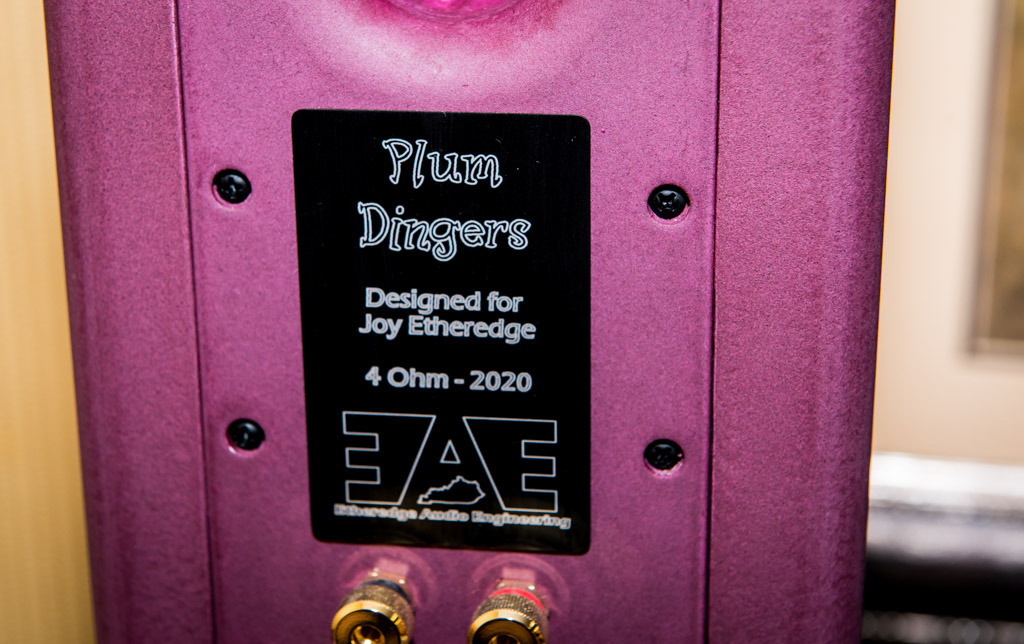 Plum
Dingers
Designed for
Joy Etheredge
4 Ohm - 2020
EAE
Etheredge Audio Engineering